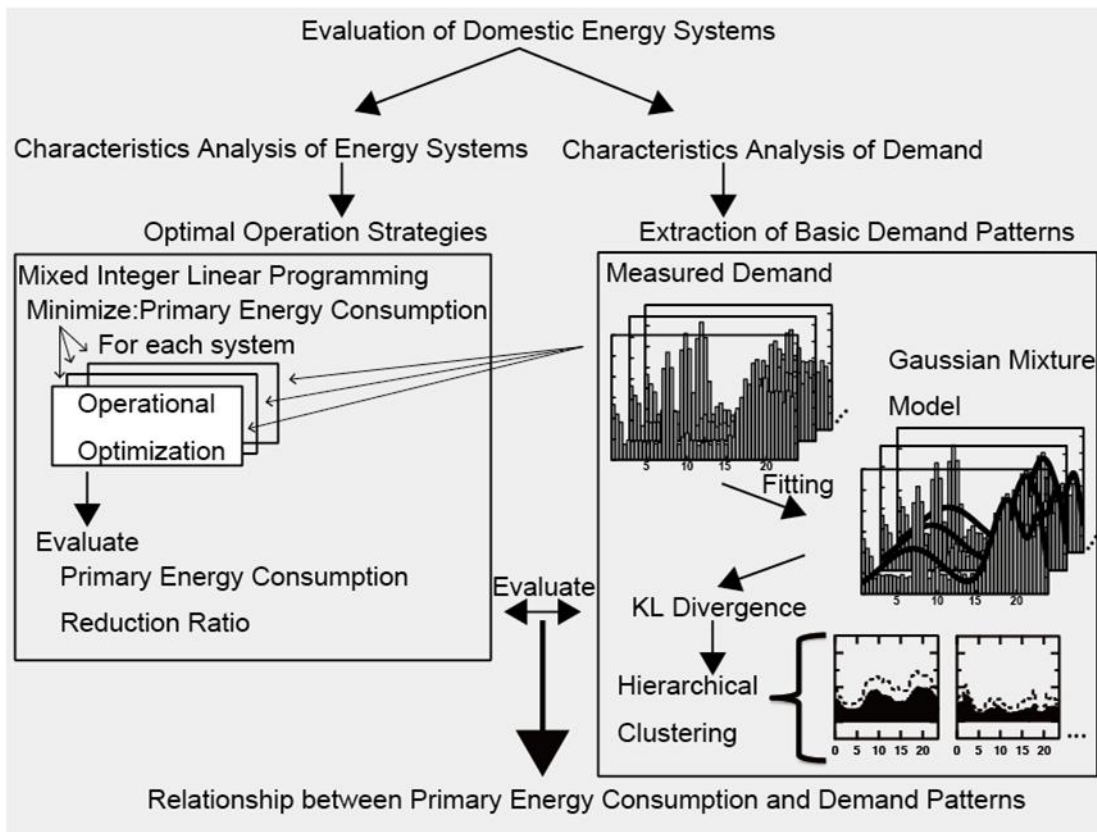 Evaluation of Domestic Energy Systems
Characteristics Analysis of Energy Systems
Characteristics Analysis of Demand
Optimal Operation Strategies
Extraction of Basic Demand Patterns
Mixed Integer Linear Programming
Minimize:Primary Energy Consumption
For each system
Operational
Optimization
Evaluate
Primary Energy Consumption
Reduction Ratio
Evaluate
Measured Demand
5 10 15 20
Gaussian Mixture
Model
Fitting
5 10 15 20
KL Divergence
Hierarchical
Clustering
0 5 10 15 20
0 5 10 15 20
Relationship between Primary Energy Consumption and Demand Patterns